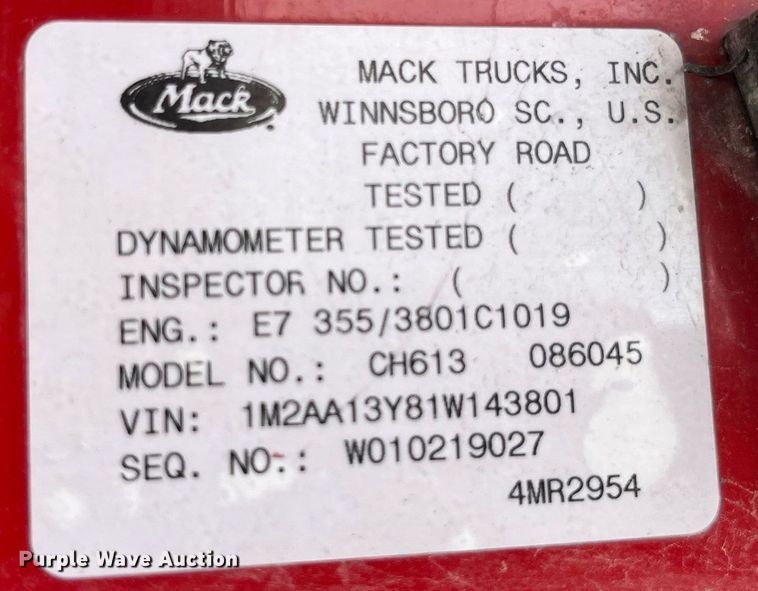 Mack
MACK TRUCKS, INC.
WINNSBORO SC., U.S.
FACTORY ROAD
TESTED ( )
DYNAMOMETER TESTED ( )
INSPECTOR NO.: ( )
ENG.: E7 355/3801C1019
MODEL NO.: CH613 086045
VIN: 1M2AA13Y81W143801
SEQ. NO.: W010219027
4MR2954
Purple Wave Auction